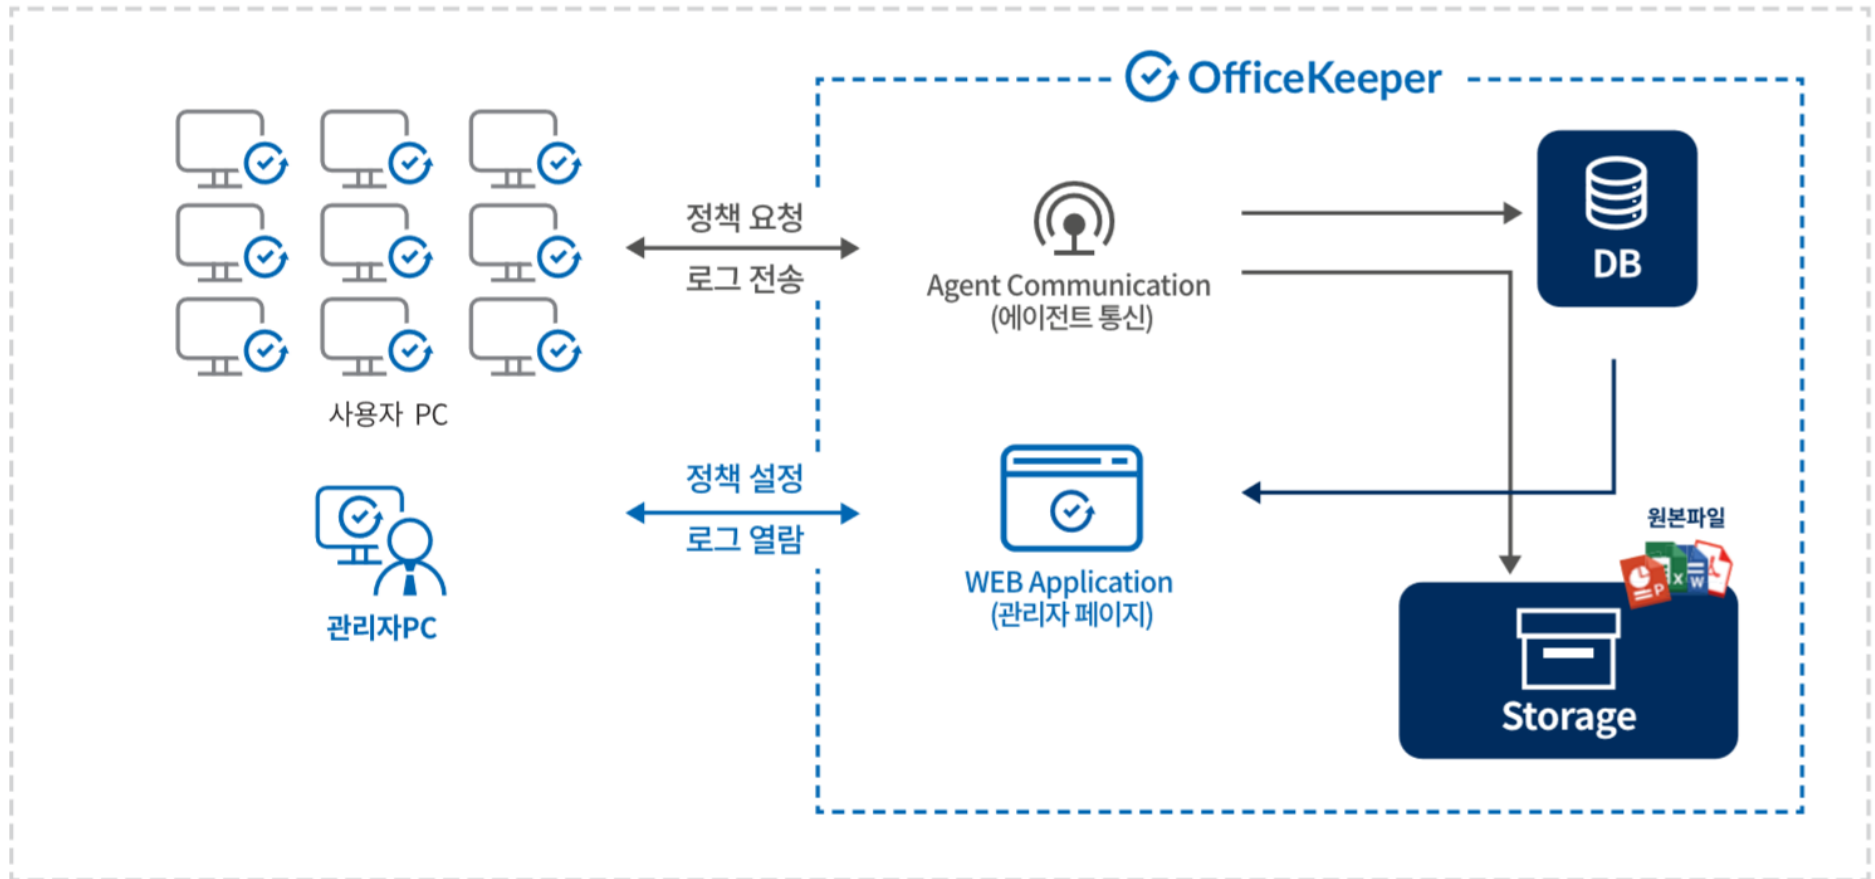 OfficeKeeper
정책 요청
로그 전송
사용자 PC
Agent Communication
(에이전트 통신)
DB
정책 설정
로그 열람
관리자PC
WEB Application
(관리자 페이지)
원본파일
P
X
W
Storage